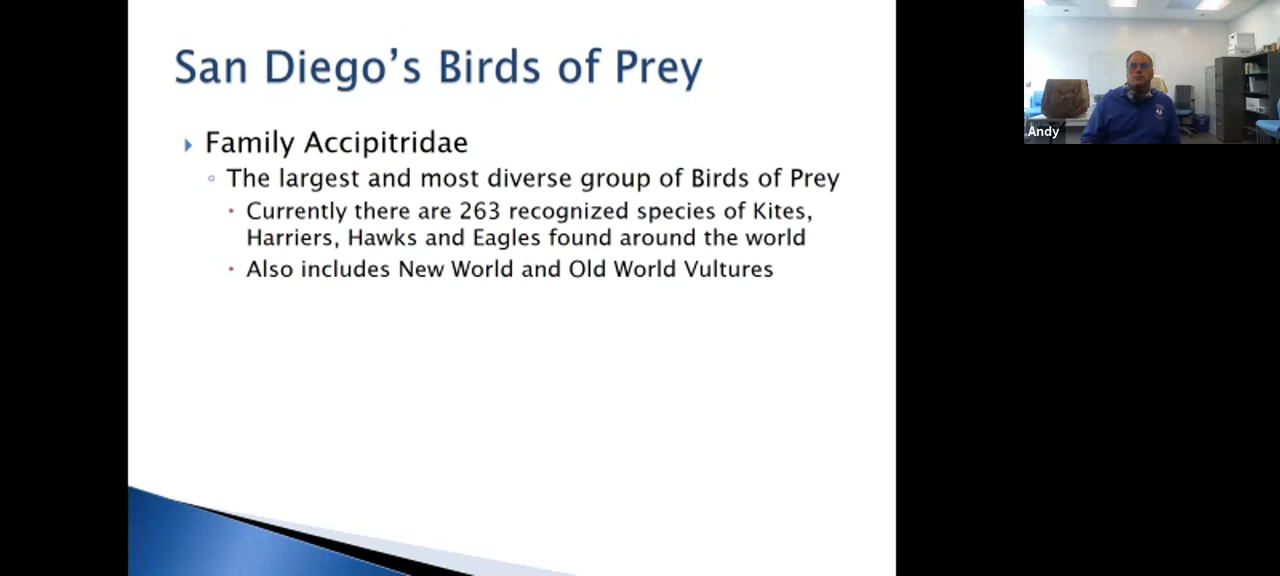 San Diego’s Birds of Prey
Family Accipitridae
The largest and most diverse group of Birds of Prey
Currently there are 263 recognized species of Kites,
Harriers, Hawks and Eagles found around the world
Also includes New World and Old World Vultures
Andy